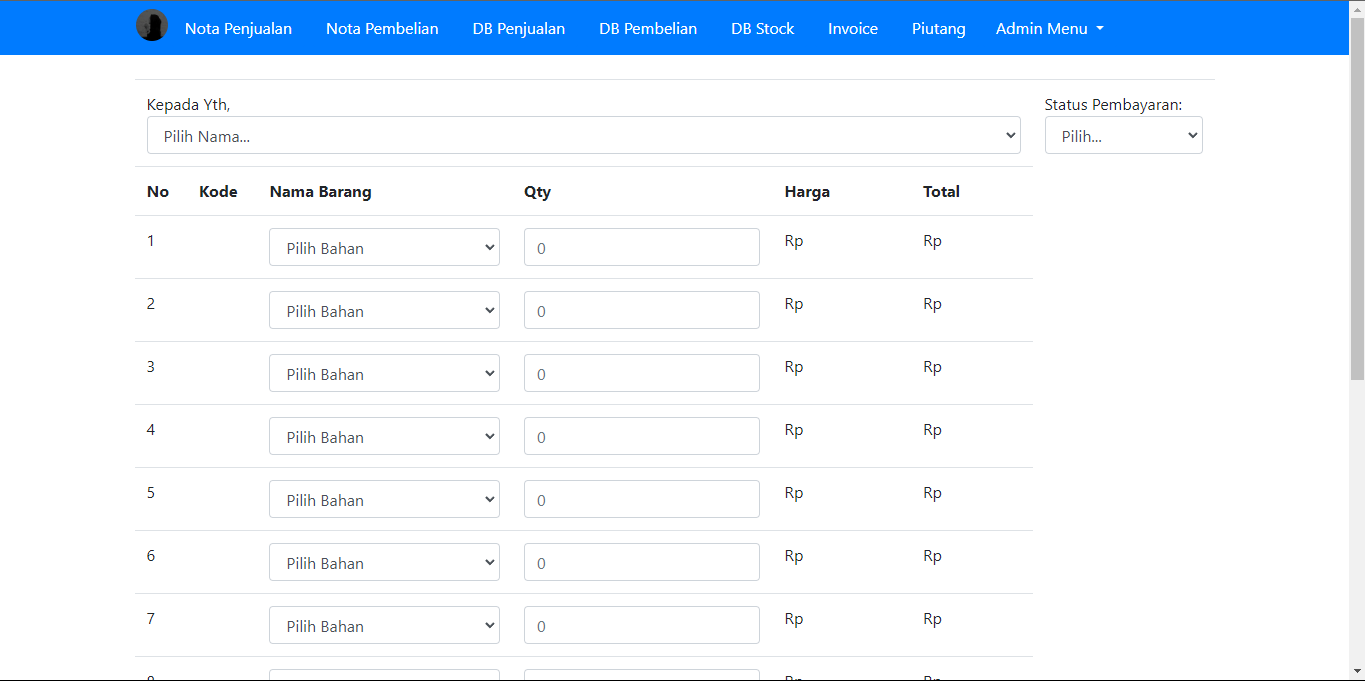 Nota Penjualan Nota Pembelian DB Penjualan DB Pembelian DB Stock Invoice Piutang Admin Menu
Kepada Yth, Status Pembayaran:
Pilih Nama... Pilih...
No Kode Nama Barang Qty Harga Total
1 Pilih Bahan 0 Rp Rp
2 Pilih Bahan 0 Rp Rp
3 Pilih Bahan 0 Rp Rp
4 Pilih Bahan 0 Rp Rp
5 Pilih Bahan 0 Rp Rp
6 Pilih Bahan 0 Rp Rp
7 Pilih Bahan 0 Rp Rp